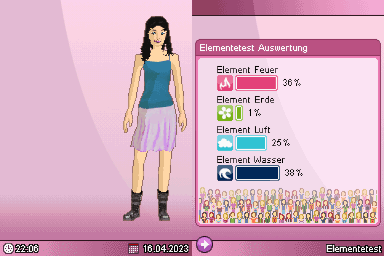 Elementetest Auswertung
Element Feuer
36 %
Element Erde
1 %
Element Luft
25 %
Element Wasser
38 %
22:06
16.04.2023
Elementetest